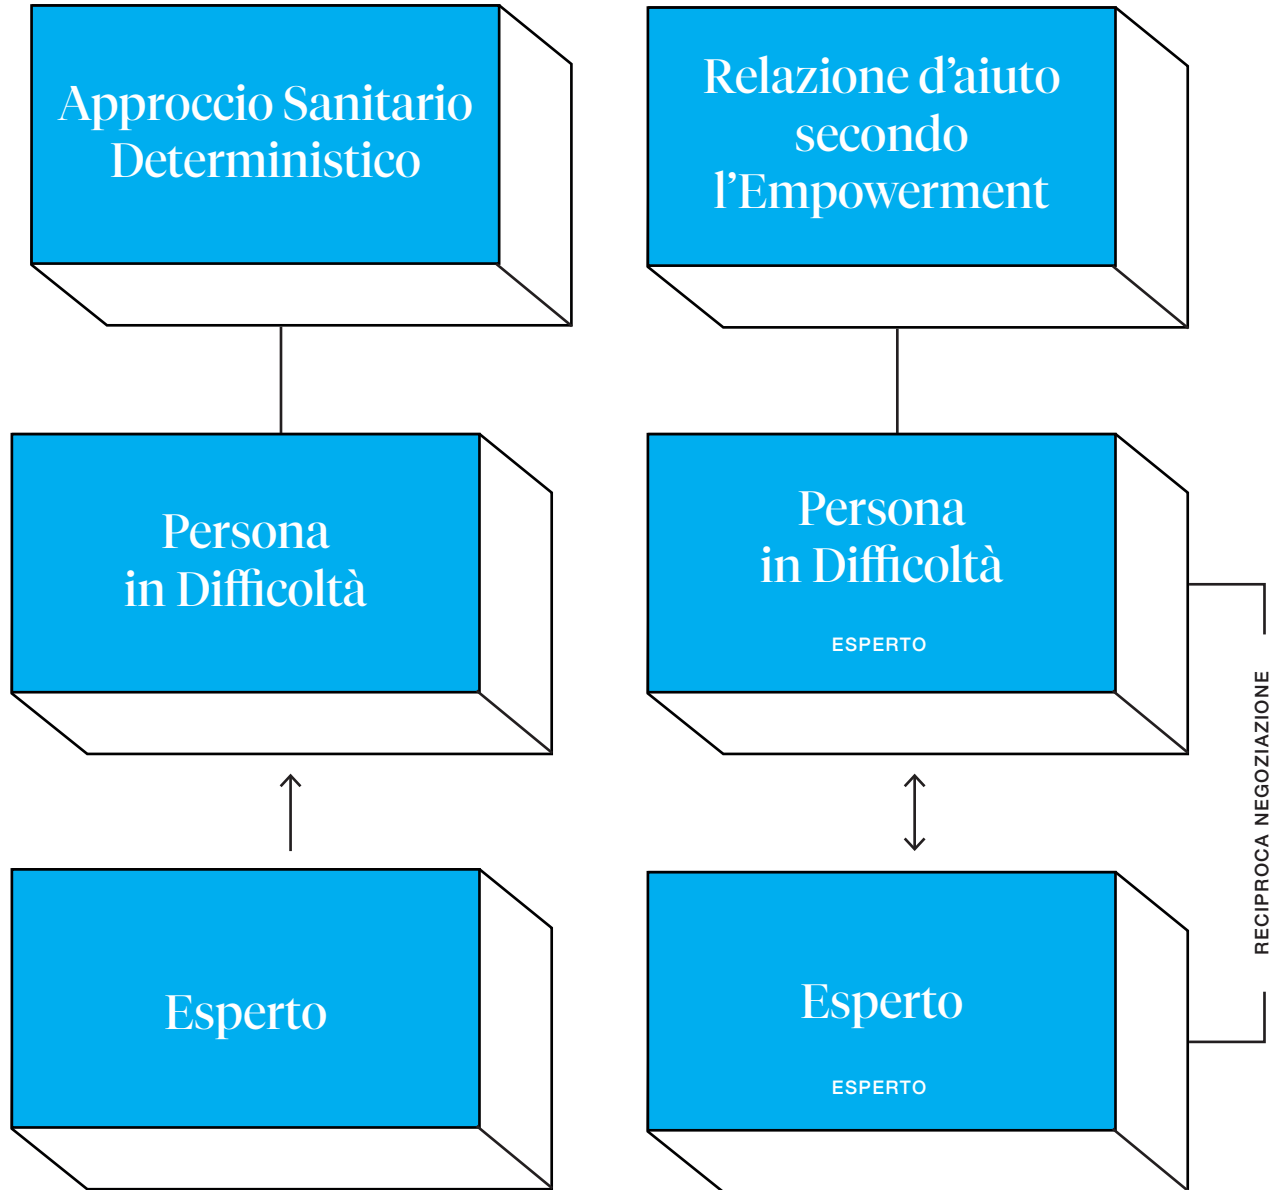 Approccio Sanitario
Deterministico
Relazione d’aiuto
secondo
l’Empowerment
Persona
in Difficoltà
Persona
in Difficoltà
ESPERTO
RECIPROCA NEGOZIAZIONE
Esperto
Esperto
ESPERTO